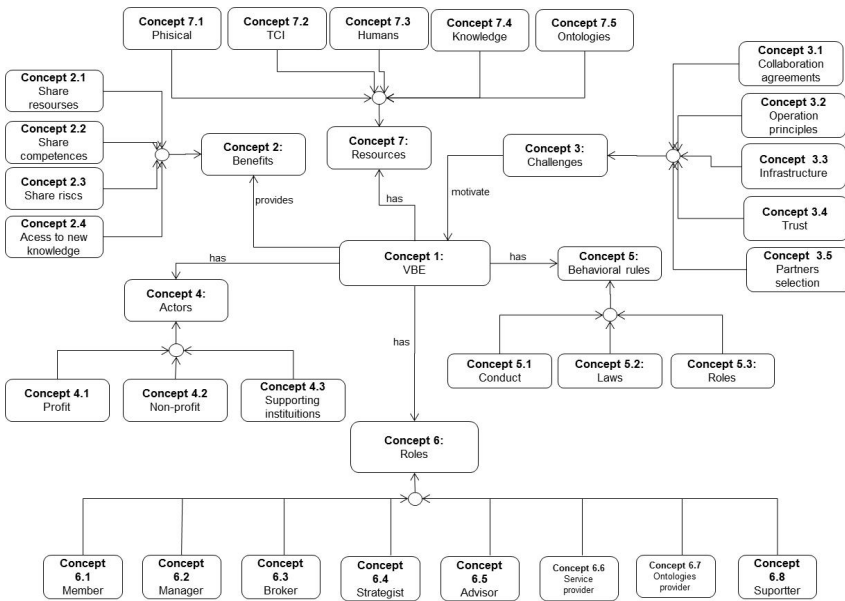 Concept 7.1
Phisical
Concept 7.2
TCI
Concept 7.3
Humans
Concept 7.4
Knowledge
Concept 7.5
Ontologies
Concept 2.1
Share
resourses
Concept 2.2
Share
competences
Concept 2.3
Share riscs
Concept 2.4
Acess to new
knowledge
Concept 2:
Benefits
Concept 7:
Resources
Concept 3:
Challenges
Concept 3.1
Collaboration
agreements
Concept 3.2
Operation
principles
Concept 3.3
Infrastructure
Concept 3.4
Trust
Concept 3.5
Partners
selection
provides
has
motivate
Concept 1:
VBE
has
has
has
Concept 5:
Behavioral rules
Concept 4:
Actors
Concept 4.1
Profit
Concept 4.2
Non-profit
Concept 4.3
Supporting
instituitions
Concept 5.1
Conduct
Concept 5.2:
Laws
Concept 5.3:
Roles
Concept 6:
Roles
Concept
6.1
Member
Concept
6.2
Manager
Concept
6.3
Broker
Concept
6.4
Strategist
Concept
6.5
Advisor
Concept 6.6
Service
provider
Concept 6.7
Ontologies
provider
Concept
6.8
Suportter